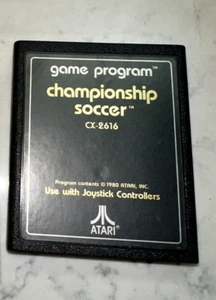 game program™
championship
soccer™
CX-2616
Program contents © 1980 ATARI, INC.
Use with Joystick Controllers
ATARI®